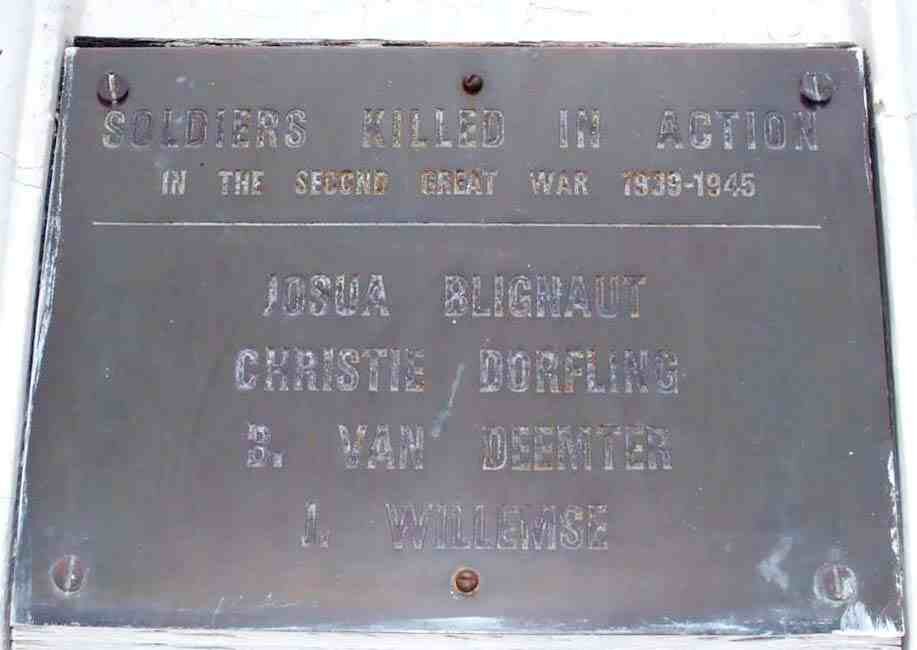 SOLDIERS KILLED IN ACTION
IN THE SECOND GREAT WAR 1939-1945
JOSUA BLIGNAUT
CHRISTIE DORFLING
B. VAN DEEMTER
J. WILLEMSE